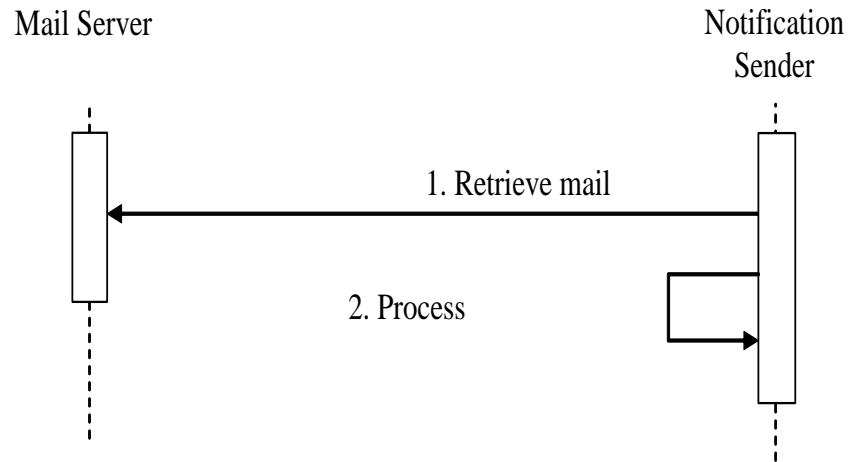 Mail Server
Notification
Sender
1. Retrieve mail
2. Process